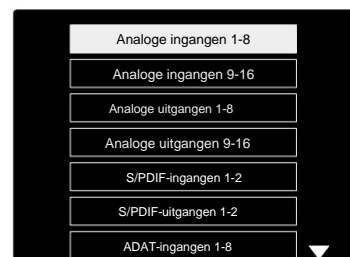 Analoge ingangen 1-8
Analoge ingangen 9-16
Analoge uitgangen 1-8
Analoge uitgangen 9-16
S/PDIF-ingangen 1-2
S/PDIF-uitgangen 1-2
ADAT-ingangen 1-8